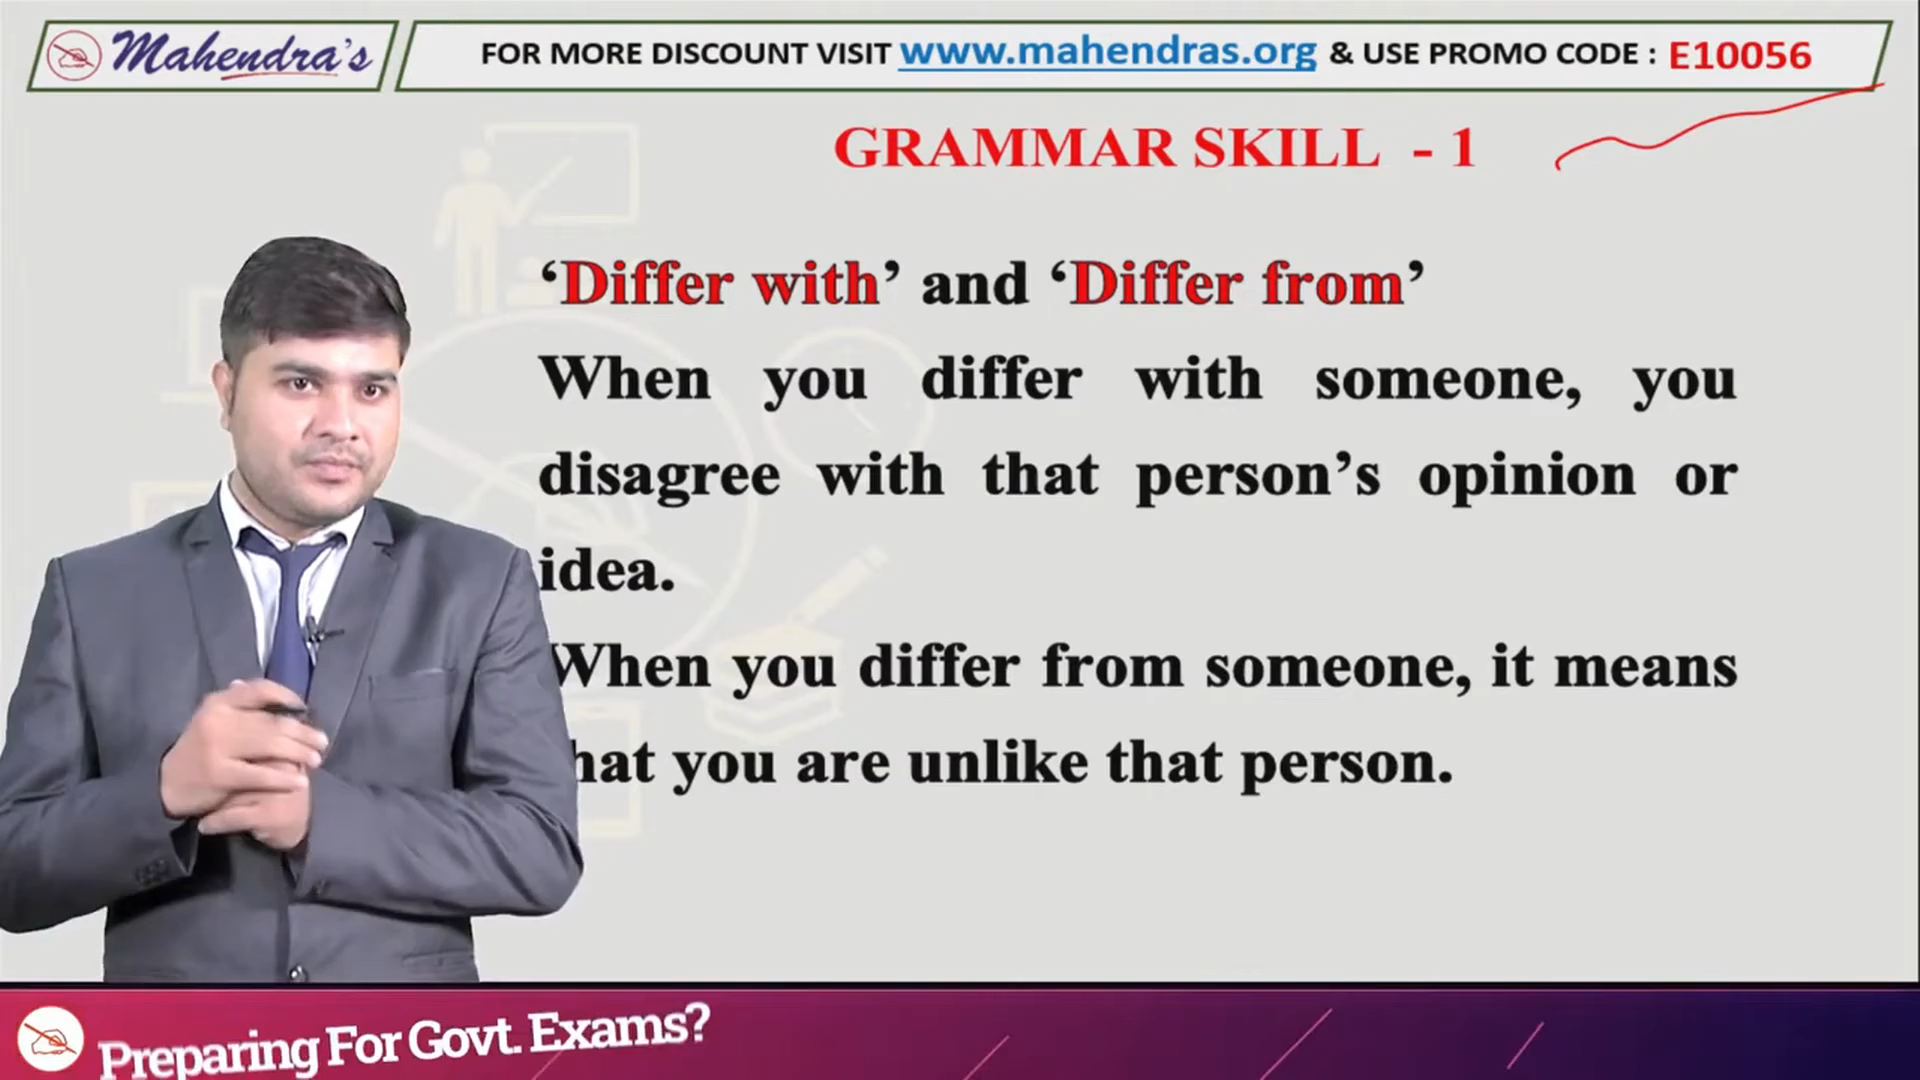 Mahendra's
FOR MORE DISCOUNT VISIT www.mahendras.org & USE PROMO CODE : E10056
GRAMMAR SKILL - 1
‘Differ with’ and ‘Differ from’
When you differ with someone, you
disagree with that person’s opinion or
idea.
When you differ from someone, it means
hat you are unlike that person.
Preparing For Govt. Exams?